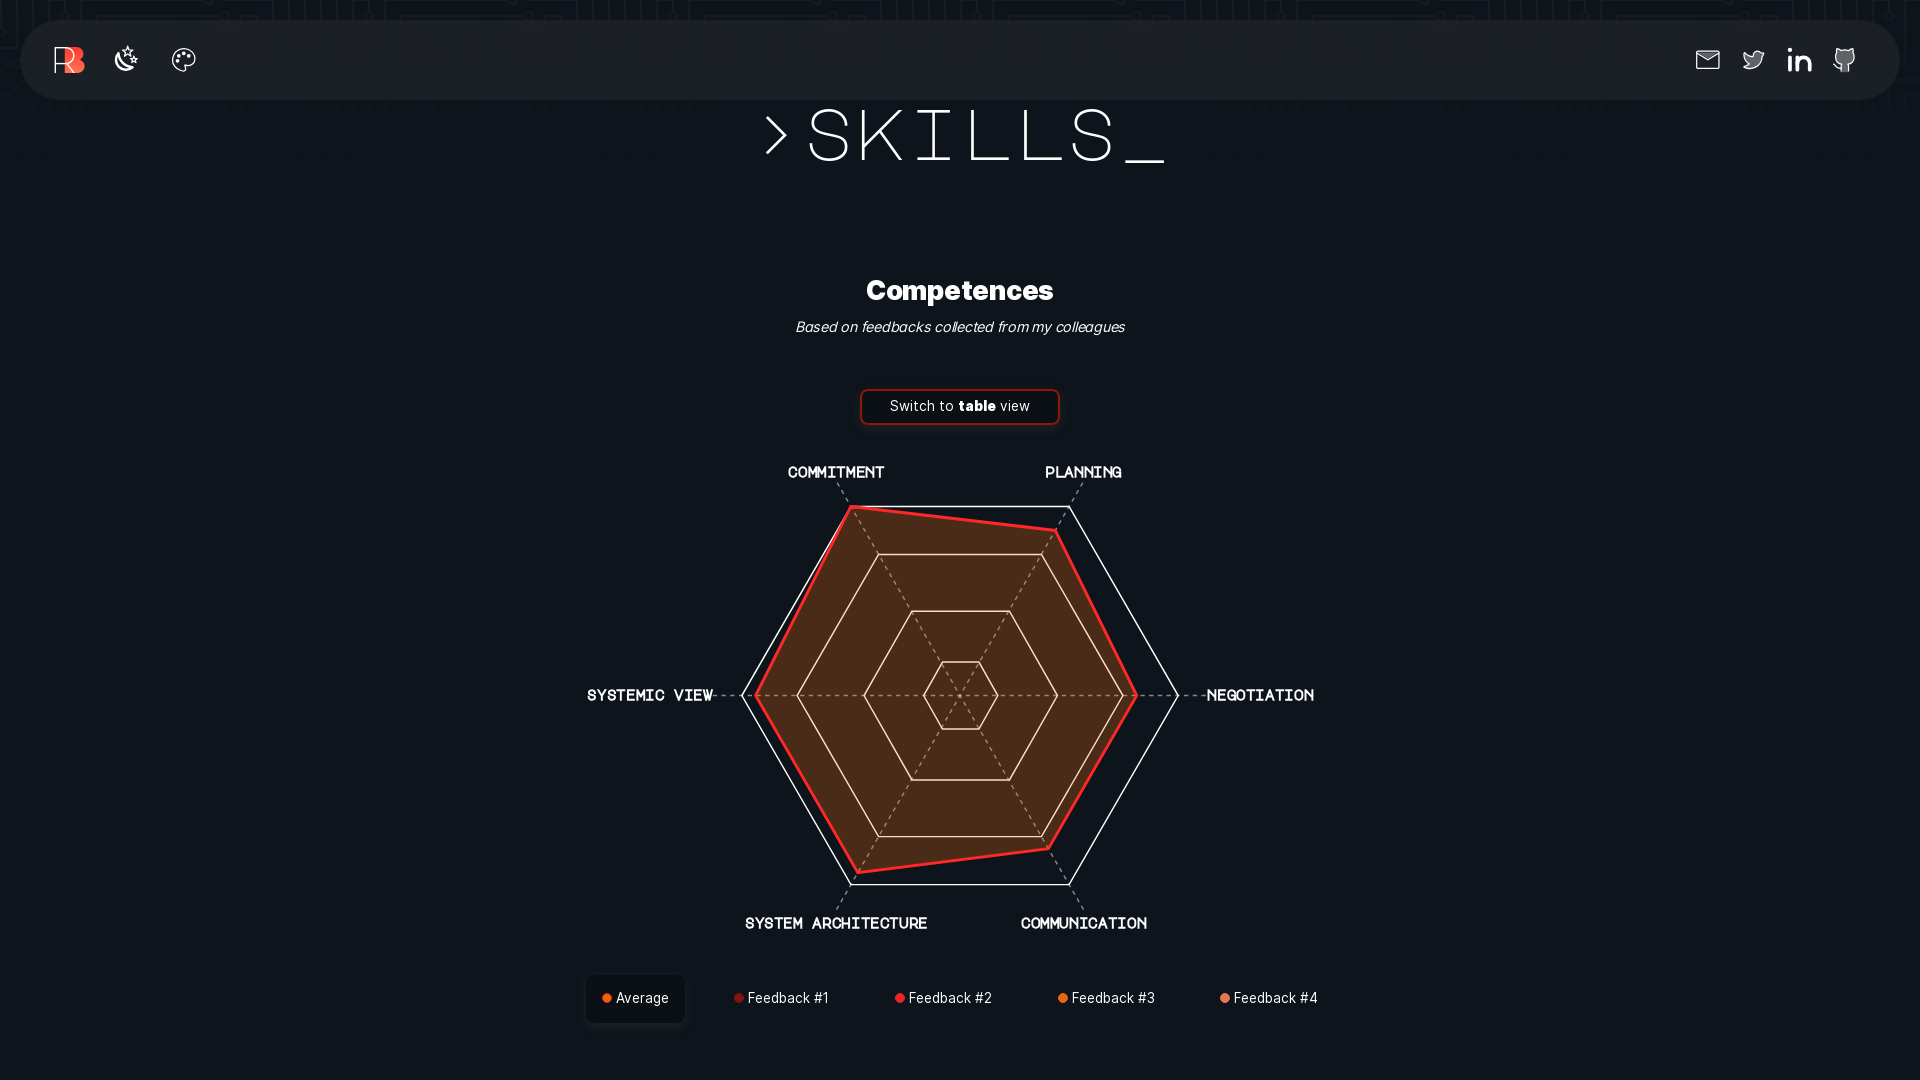 RB
>SKILLS_
Competences
Based on feedbacks collected from my colleagues
Switch to table view
COMMITMENT
PLANNING
SYSTEMIC VIEW
NEGOTIATION
SYSTEM ARCHITECTURE
COMMUNICATION
Average
Feedback #1
Feedback #2
Feedback #3
Feedback #4